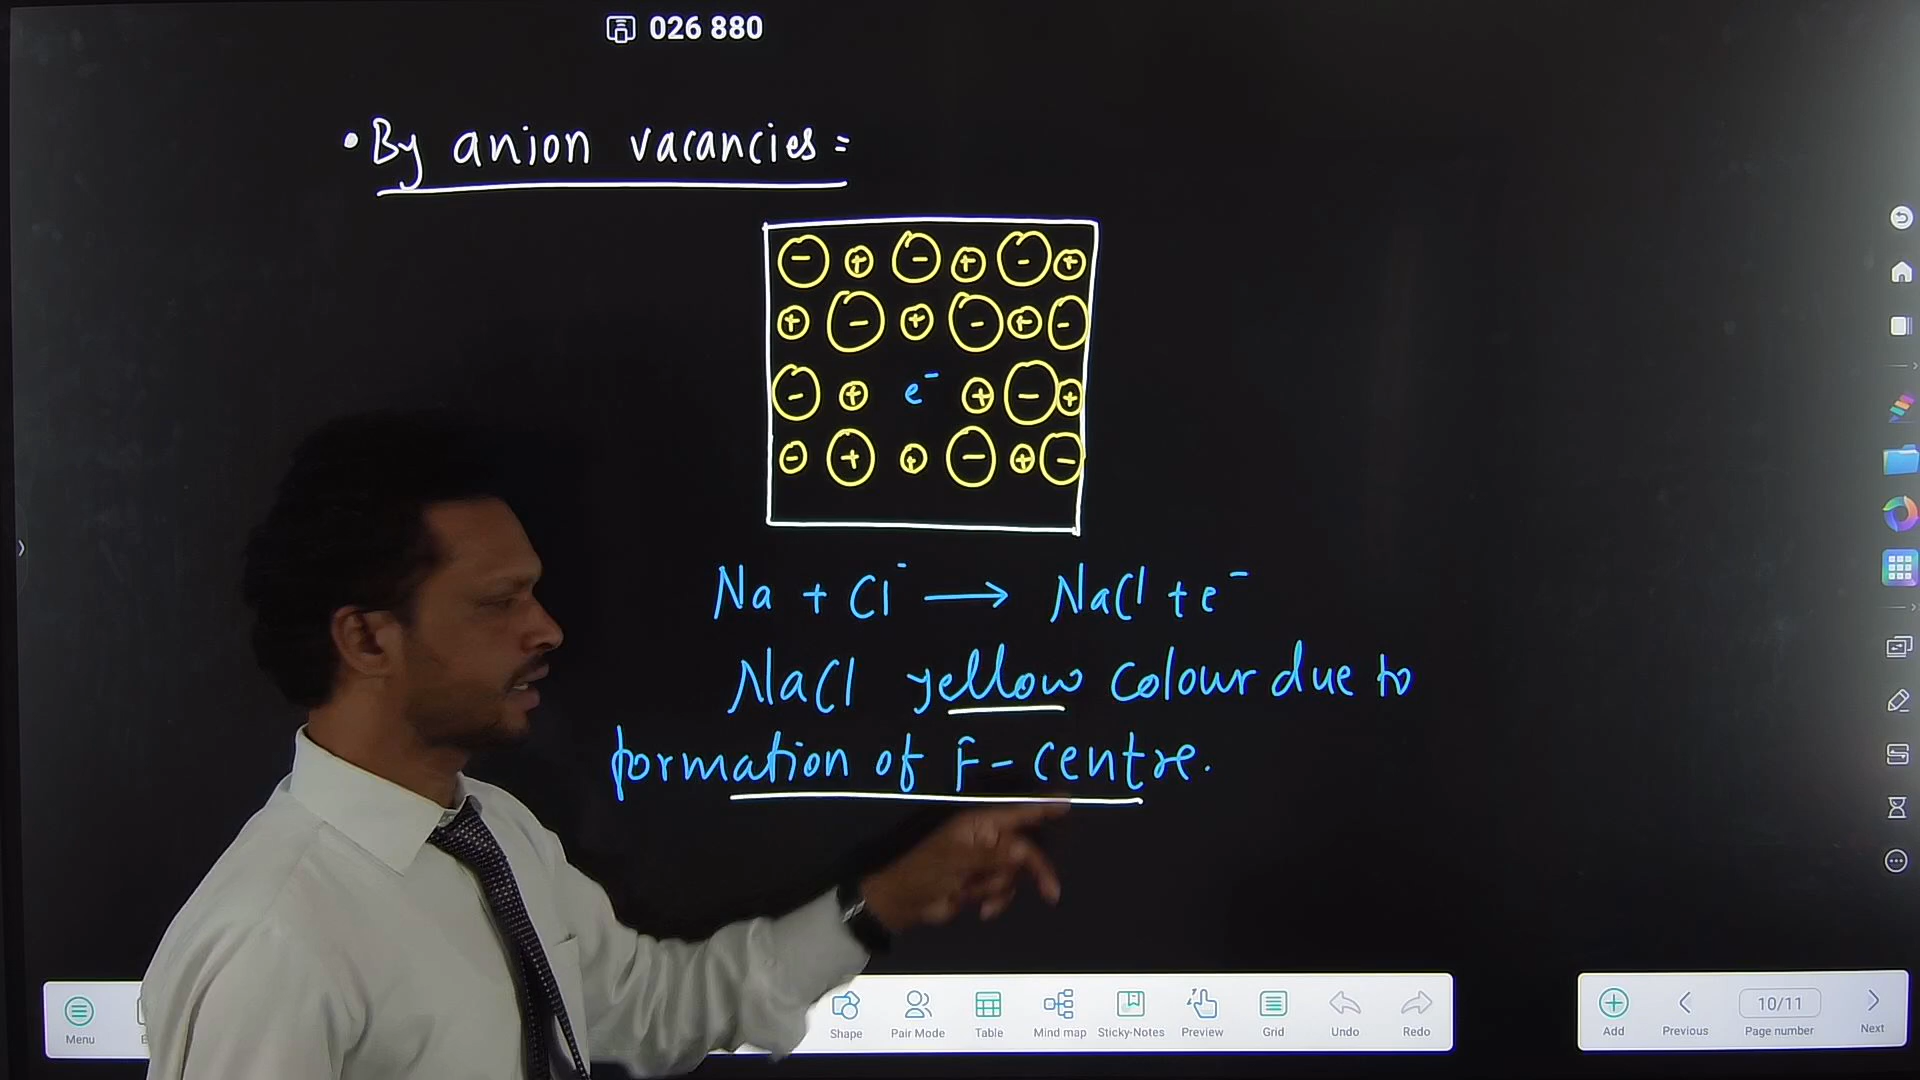 026 880
• By anion vacancies =
- + - + - +
+ - + - + -
- + e⁻ + - +
- + + - + -
Na + Cl⁻ → NaCl + e⁻
NaCl yellow colour due to
formation of F-centre.
Menu Shape Pair Mode Table Mind map Sticky-Notes Preview Grid Undo Redo
Add Previous 10/11 Page number Next